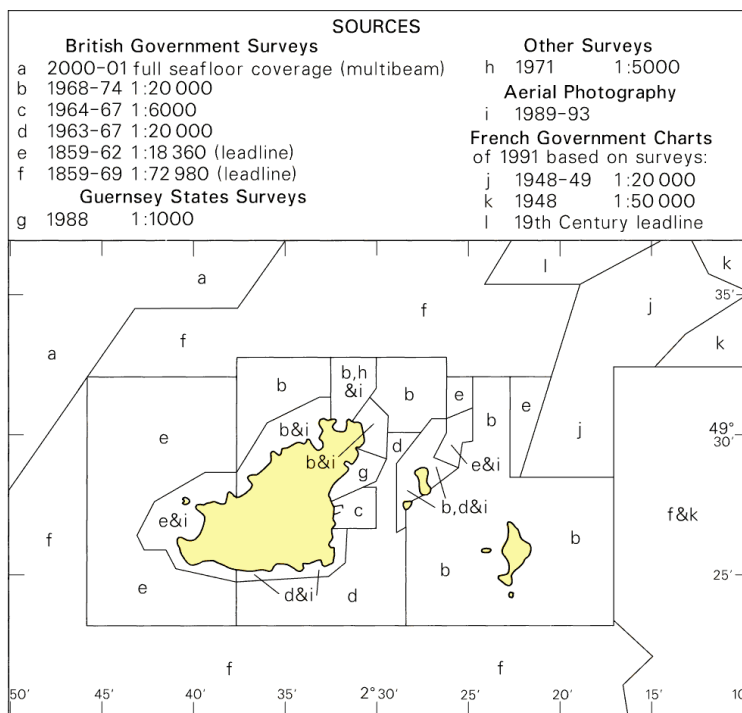 SOURCES
British Government Surveys
a 2000–01 full seafloor coverage (multibeam)
b 1968–74 1:20 000
c 1964–67 1:6000
d 1963–67 1:20 000
e 1859–62 1:18 360 (leadline)
f 1859–69 1:72 980 (leadline)
Guernsey States Surveys
g 1988 1:1000
Other Surveys
h 1971 1:5000
Aerial Photography
i 1989–93
French Government Charts
of 1991 based on surveys:
j 1948–49 1:20 000
k 1948 1:50 000
l 19th Century leadline
a
l
k
35′
f
j
a
f
k
b,h
&i
b
b
e
b
e
b&i
49°
30′
j
e
b&i
d
e&i
g
b,d&i
e&i
c
f&k
f
b
b
25′
e
d&i
d
f
f
50′ 45′ 40′ 35′ 2°30′ 25′ 20′ 15′ 10